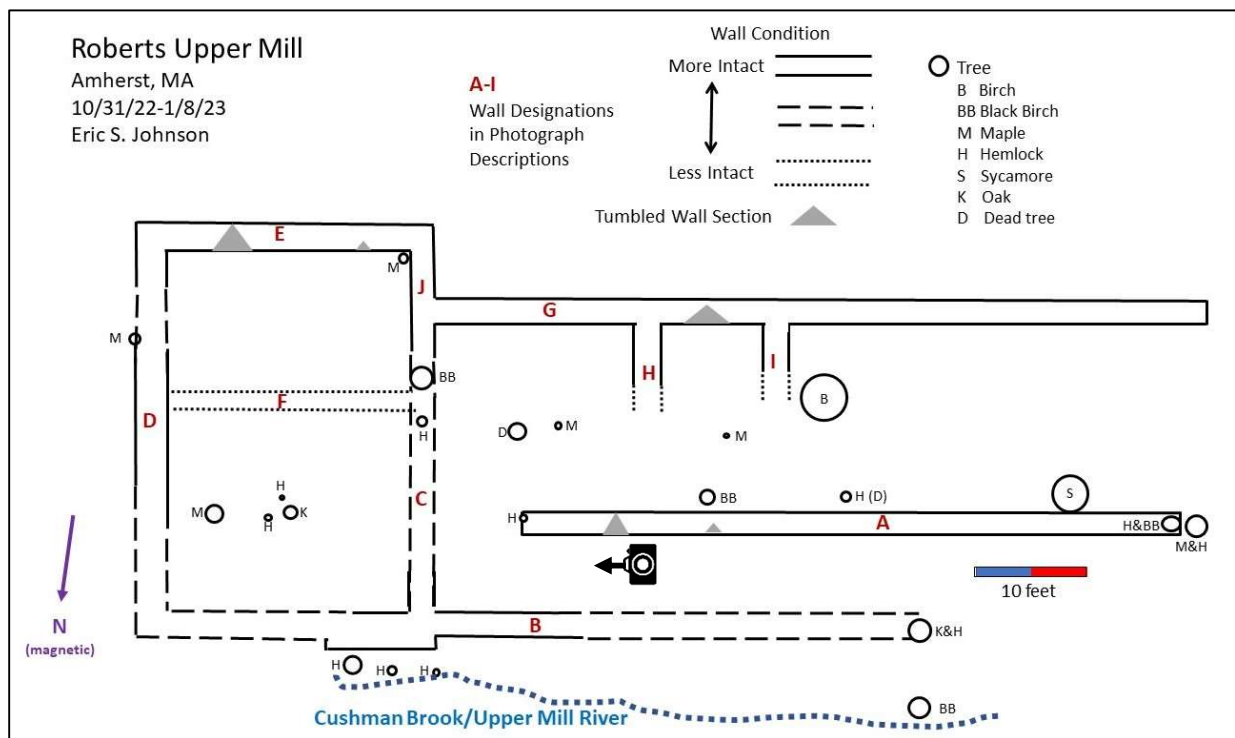 Roberts Upper Mill
Amherst, MA
10/31/22-1/8/23
Eric S. Johnson
A-I
Wall Designations
in Photograph
Descriptions
Wall Condition
More Intact
Less Intact
Tumbled Wall Section
Tree
B Birch
BB Black Birch
M Maple
H Hemlock
S Sycamore
K Oak
D Dead tree
E
M
J
G
M
H
I
BB
B
F
D
H
D
M
M
H
C
BB
H (D)
S
M
K
H
H
A
H&BB
M&H
10 feet
N
(magnetic)
B
K&H
H
H
H
BB
Cushman Brook/Upper Mill River